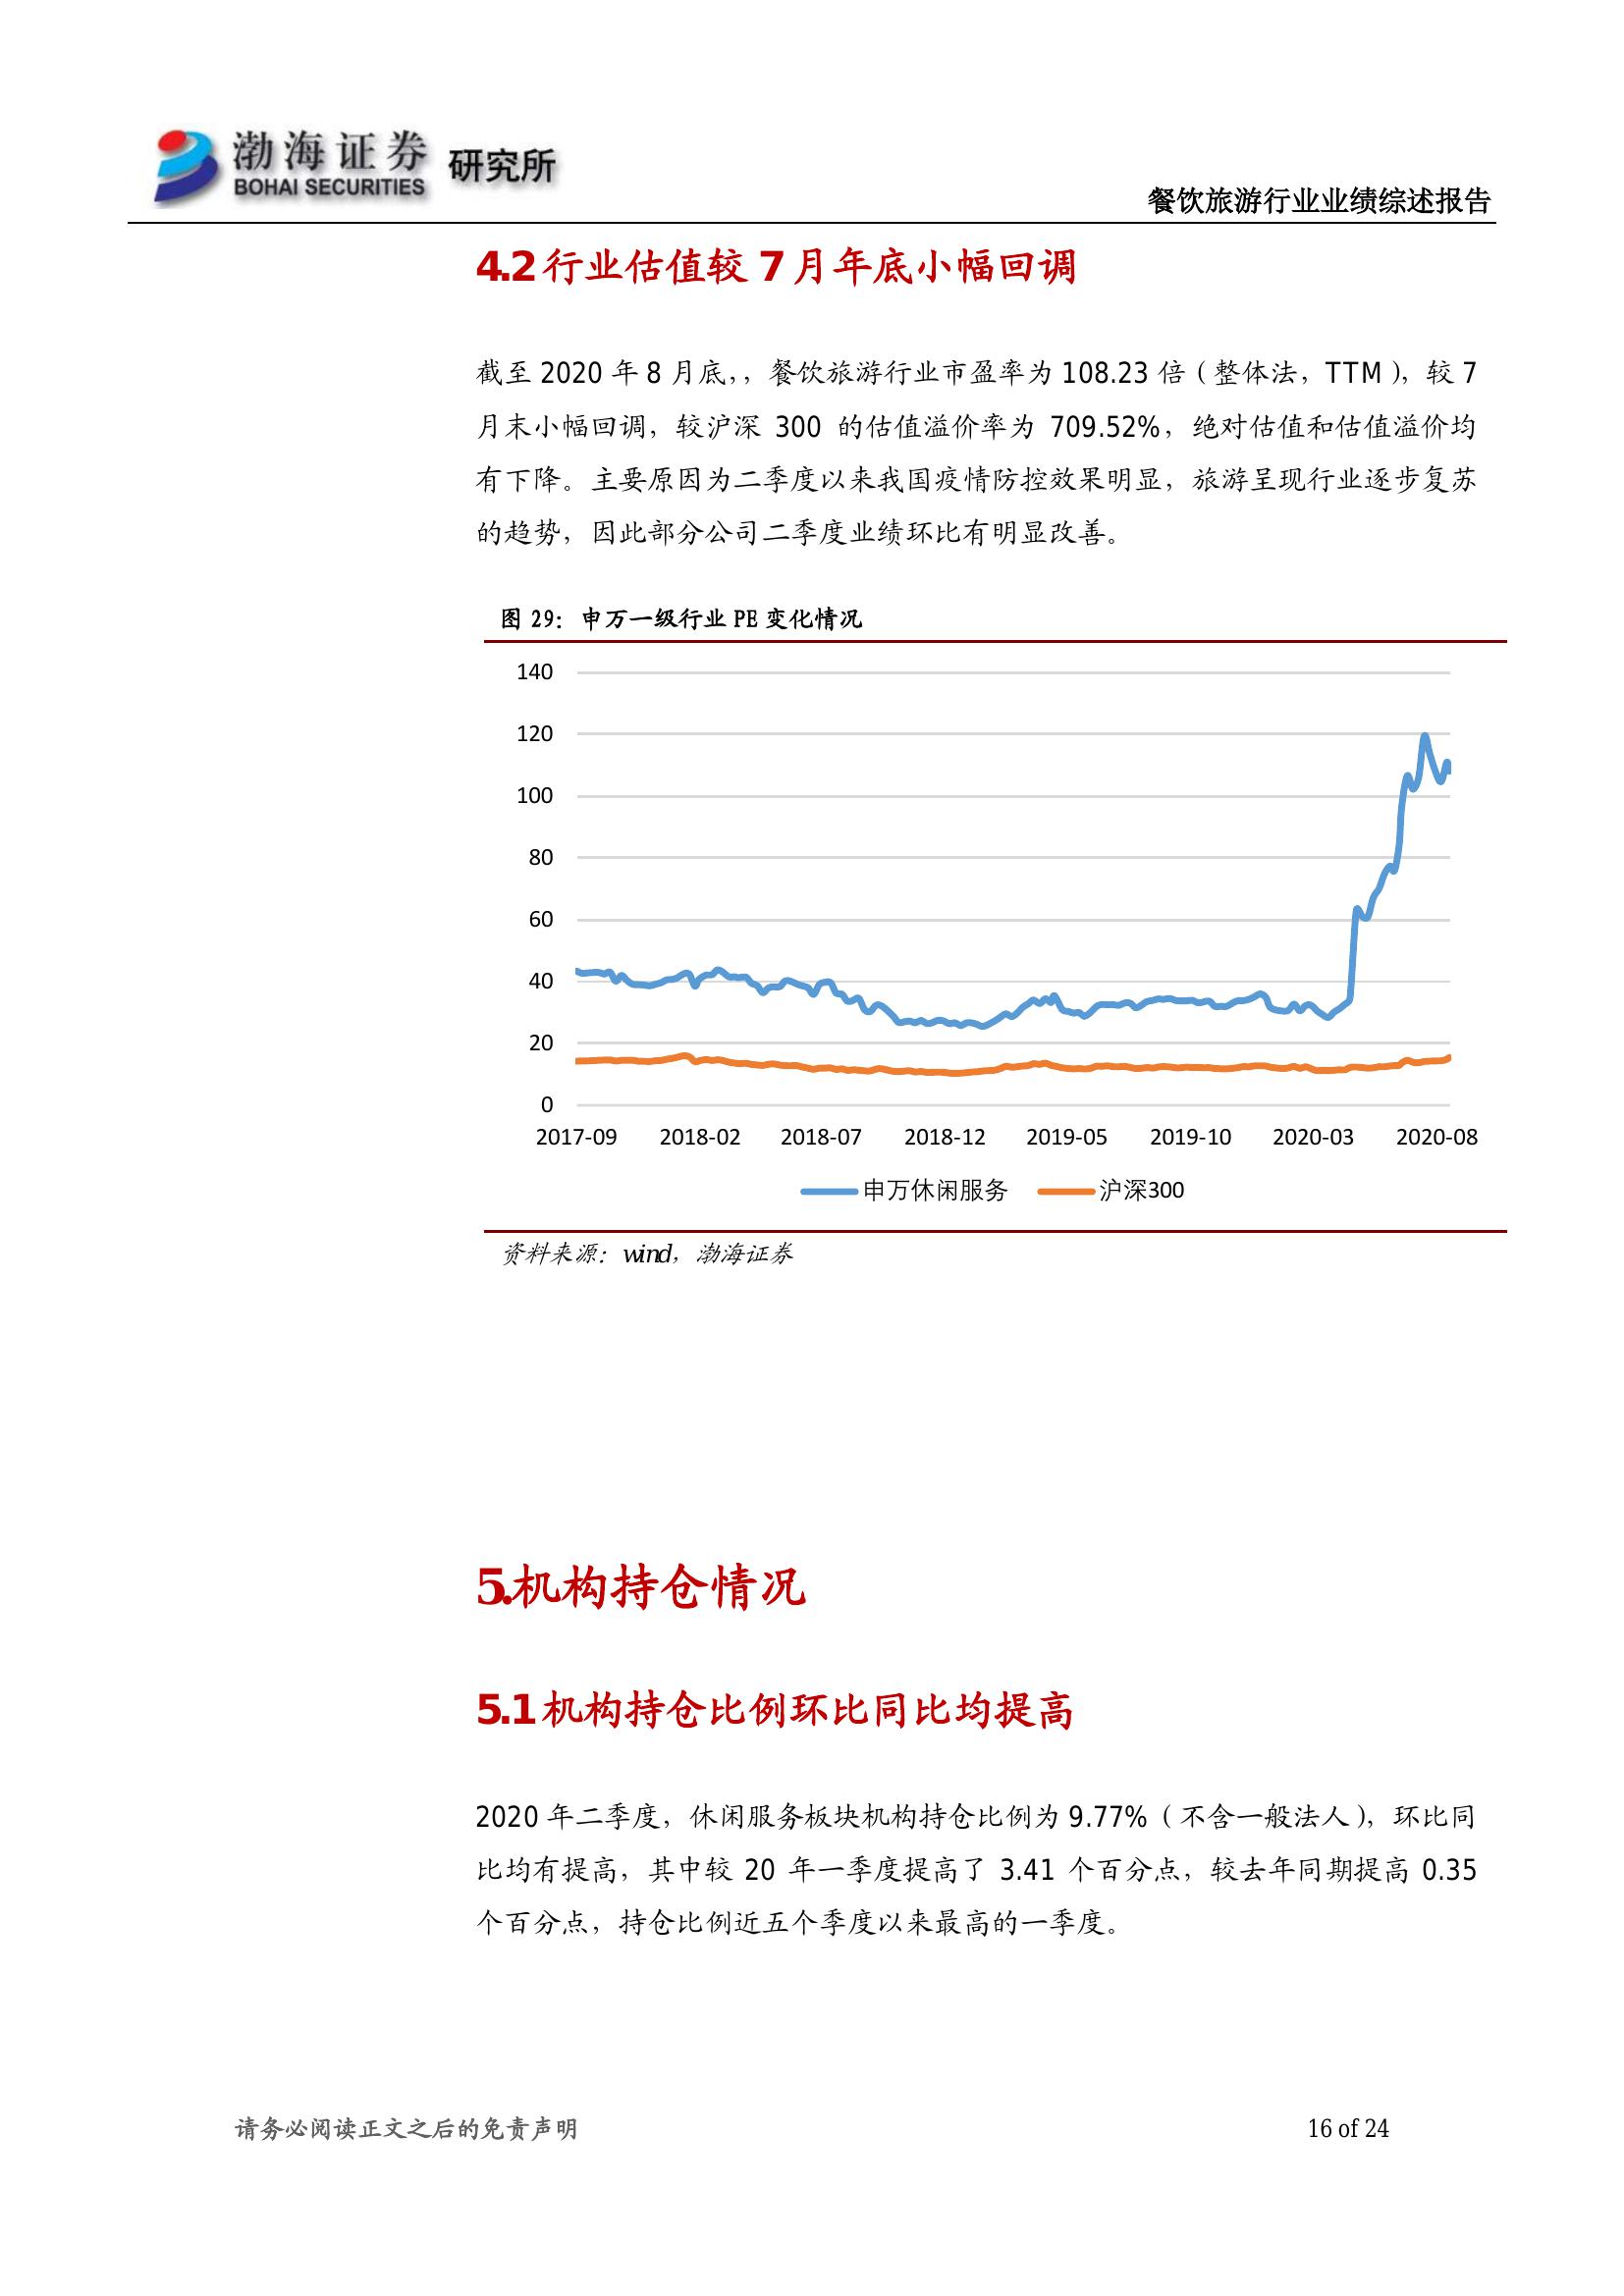 渤海证券 研究所
BOHAI SECURITIES
餐饮旅游行业业绩综述报告
4.2 行业估值较 7 月年底小幅回调
截至 2020 年 8 月底，，餐饮旅游行业市盈率为 108.23 倍（整体法，TTM），较 7
月末小幅回调，较沪深 300 的估值溢价率为 709.52%，绝对估值和估值溢价均
有下降。主要原因为二季度以来我国疫情防控效果明显，旅游呈现行业逐步复苏
的趋势，因此部分公司二季度业绩环比有明显改善。
图 29：申万一级行业 PE 变化情况
140
120
100
80
60
40
20
0
2017-09 2018-02 2018-07 2018-12 2019-05 2019-10 2020-03 2020-08
申万休闲服务 沪深300
资料来源：wind，渤海证券
5.机构持仓情况
5.1 机构持仓比例环比同比均提高
2020 年二季度，休闲服务板块机构持仓比例为 9.77%（不含一般法人），环比同
比均有提高，其中较 20 年一季度提高了 3.41 个百分点，较去年同期提高 0.35
个百分点，持仓比例近五个季度以来最高的一季度。
请务必阅读正文之后的免责声明 16 of 24